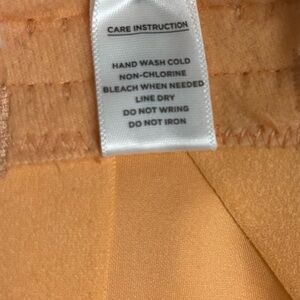 CARE INSTRUCTION
HAND WASH COLD
NON-CHLORINE
BLEACH WHEN NEEDED
LINE DRY
DO NOT WRING
DO NOT IRON